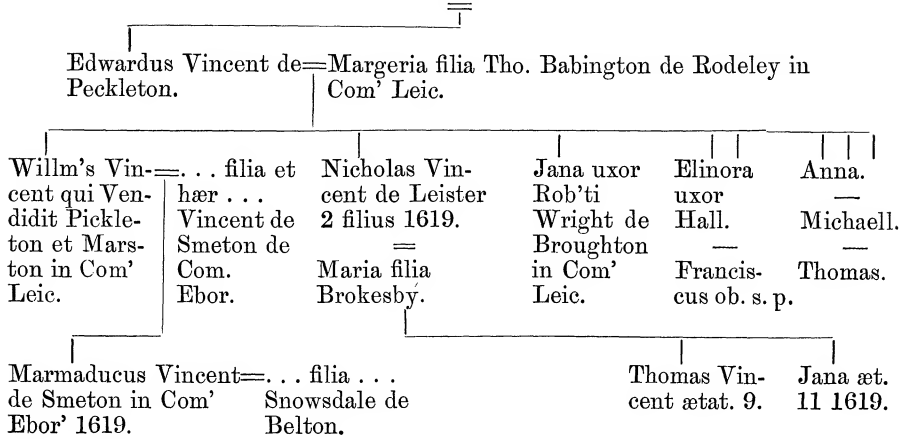 Edwardus Vincent de=Margeria filia Tho. Babington de Rodeley in
Peckleton.
Com' Leic.
Willm's Vin-=
cent qui Ven-
didit Pickle-
ton et Mars-
ton in Com'
Leic.
. . . filia et
hær . . .
Vincent de
Smeton de
Com.
Ebor.
Nicholas Vin-
cent de Leister
2 filius 1619.
=
Maria filia
Brokesby.
Jana uxor
Rob'ti
Wright de
Broughton
in Com'
Leic.
Elinora
uxor
Hall.
—
Francis-
cus ob. s. p.
Anna.
—
Michaell.
—
Thomas.
Marmaducus Vincent=
de Smeton in Com'
Ebor' 1619.
. . . filia . . .
Snowsdale de
Belton.
Thomas Vin-
cent ætat. 9.
Jana æt.
11 1619.